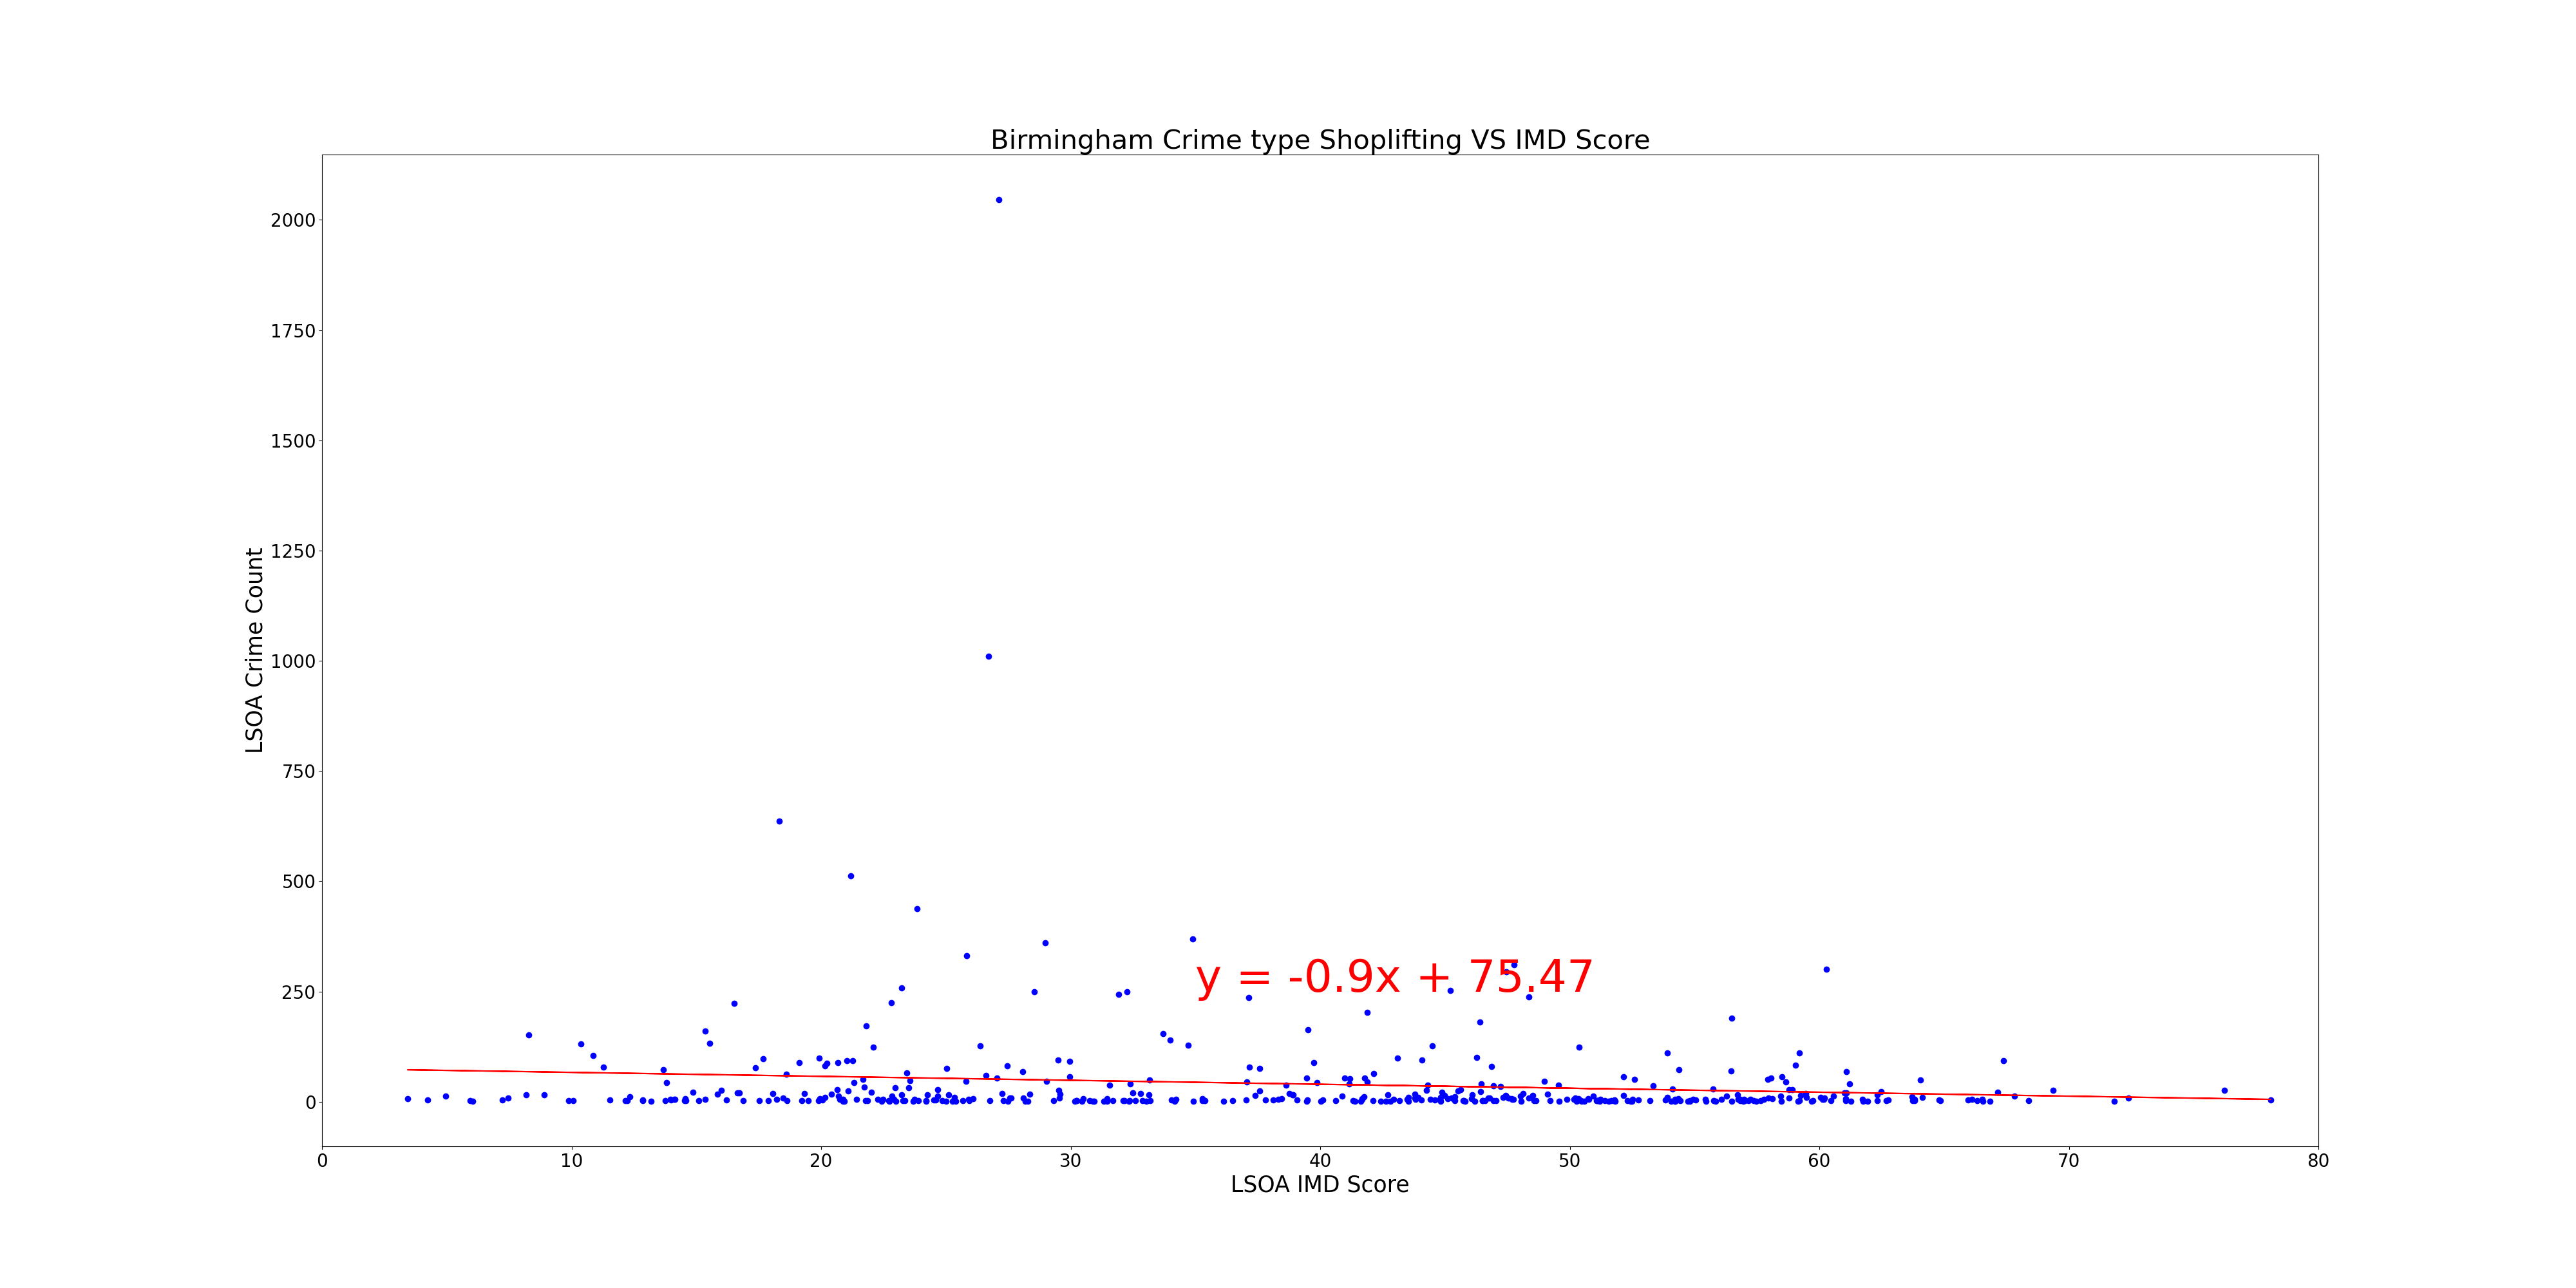 Birmingham Crime type Shoplifting VS IMD Score
2000
1750
1500
1250
1000
750
500
250
0
LSOA Crime Count
y = -0.9x + 75.47
0 10 20 30 40 50 60 70 80
LSOA IMD Score